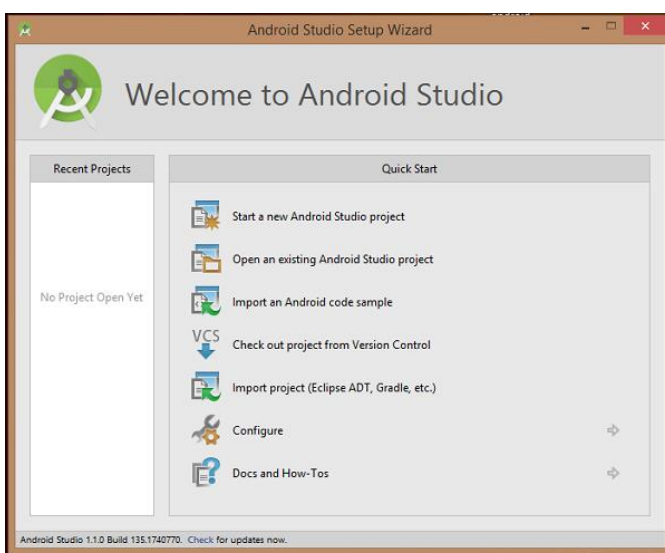 Android Studio Setup Wizard
Welcome to Android Studio
Recent Projects
Quick Start
No Project Open Yet
Start a new Android Studio project
Open an existing Android Studio project
Import an Android code sample
VCS
Check out project from Version Control
Import project (Eclipse ADT, Gradle, etc.)
Configure
Docs and How-Tos
Android Studio 1.1.0 Build 135.1740770. Check for updates now.